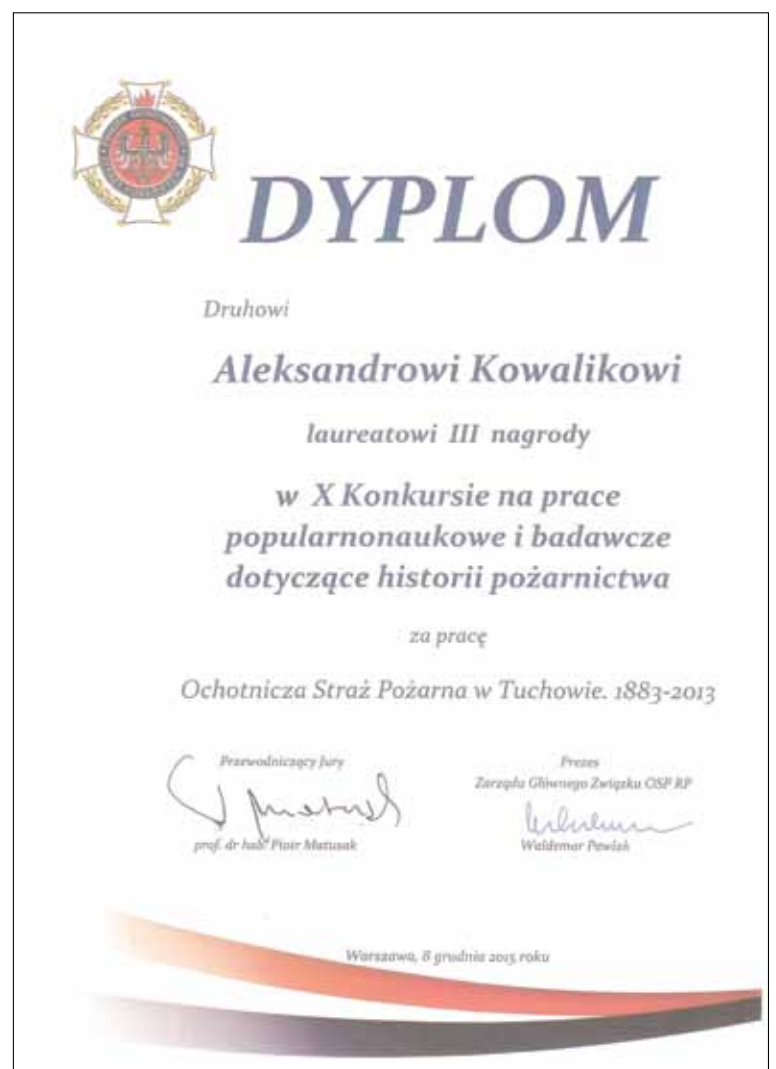 DYPLOM
Druhowi
Aleksandrowi Kowalikowi
laureatowi III nagrody
w X Konkursie na prace
popularnonaukowe i badawcze
dotyczące historii pożarnictwa
za pracę
Ochotnicza Straż Pożarna w Tuchowie. 1883-2013
Przewodniczący Jury
prof. dr hab. Piotr Matusak
Prezes
Zarządu Głównego Związku OSP RP
Waldemar Pawlak
Warszawa, 8 grudnia 2015 roku